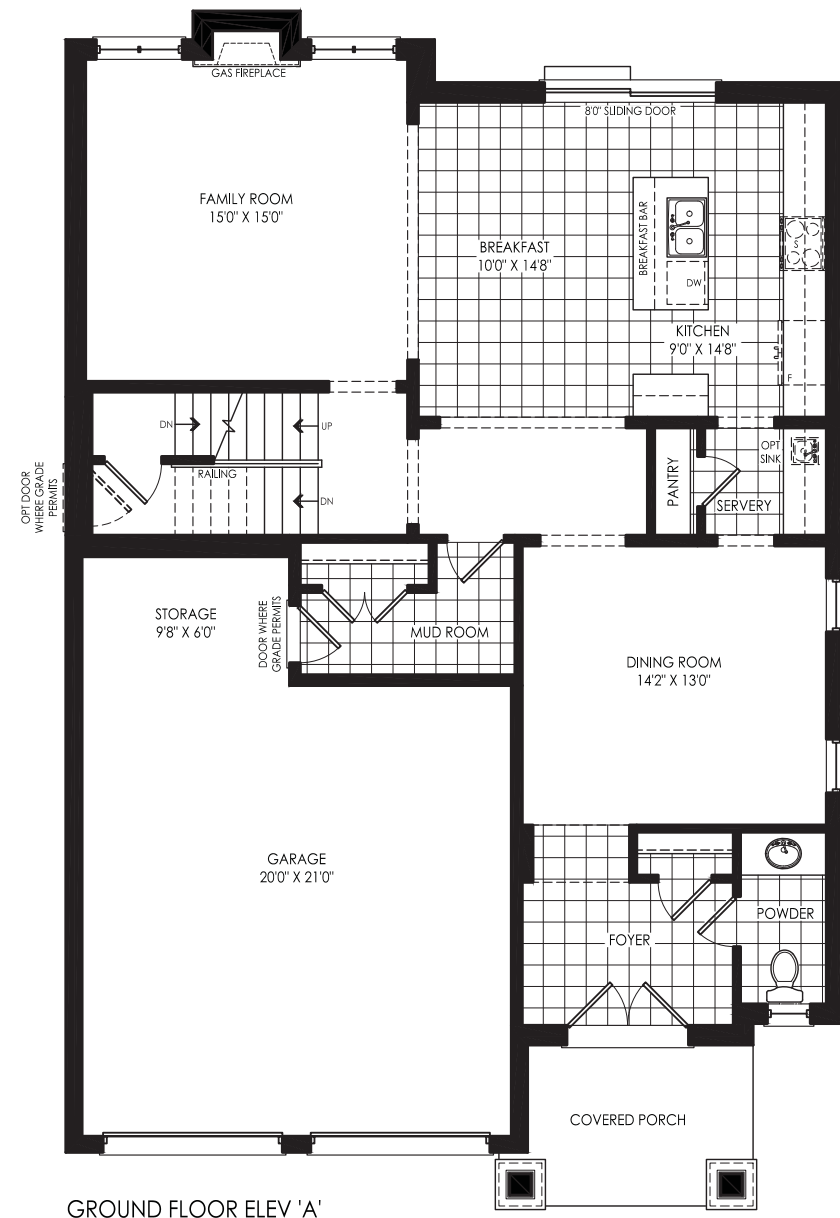 GAS FIREPLACE
8'0" SLIDING DOOR
FAMILY ROOM
15'0" X 15'0"
BREAKFAST BAR
BREAKFAST
10'0" X 14'8"
S
DW
KITCHEN
9'0" X 14'8"
F
DN
UP
RAILING
DN
OPT DOOR
WHERE GRADE
PERMITS
PANTRY
OPT
SINK
SERVERY
STORAGE
9'8" X 6'0"
DOOR WHERE
GRADE PERMITS
MUD ROOM
DINING ROOM
14'2" X 13'0"
GARAGE
20'0" X 21'0"
POWDER
FOYER
COVERED PORCH
GROUND FLOOR ELEV 'A'